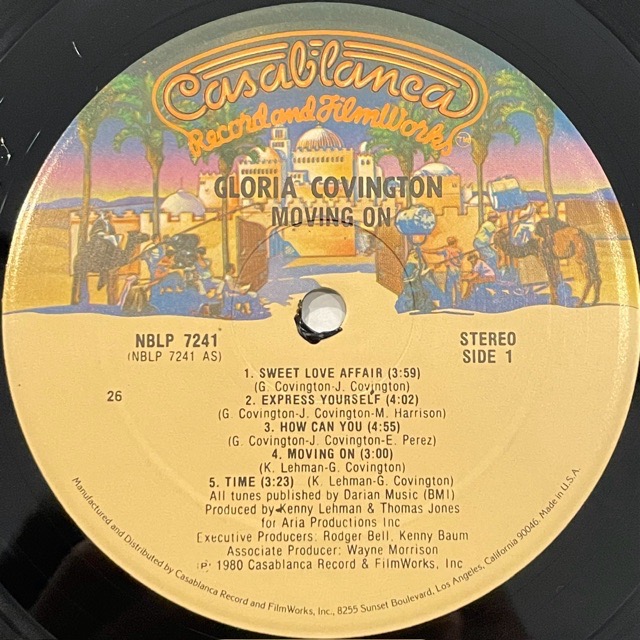 Casablanca
Record and FilmWorks TM
GLORIA COVINGTON
MOVING ON
NBLP 7241
(NBLP 7241 AS)
STEREO
SIDE 1
26
1. SWEET LOVE AFFAIR (3:59)
(G. Covington-J. Covington)
2. EXPRESS YOURSELF (4:02)
(G. Covington-J. Covington-M. Harrison)
3. HOW CAN YOU (4:55)
(G. Covington-J. Covington-E. Perez)
4. MOVING ON (3:00)
(K. Lehman-G. Covington)
5. TIME (3:23) (K. Lehman-G. Covington)
All tunes published by Darian Music (BMI)
Produced by Kenny Lehman & Thomas Jones
for Aria Productions Inc
Executive Producers: Rodger Bell, Kenny Baum
Associate Producer: Wayne Morrison
℗ 1980 Casablanca Record & FilmWorks, Inc
Manufactured and Distributed by Casablanca Record and FilmWorks, Inc., 8255 Sunset Boulevard, Los Angeles, California 90046. Made in U.S.A.